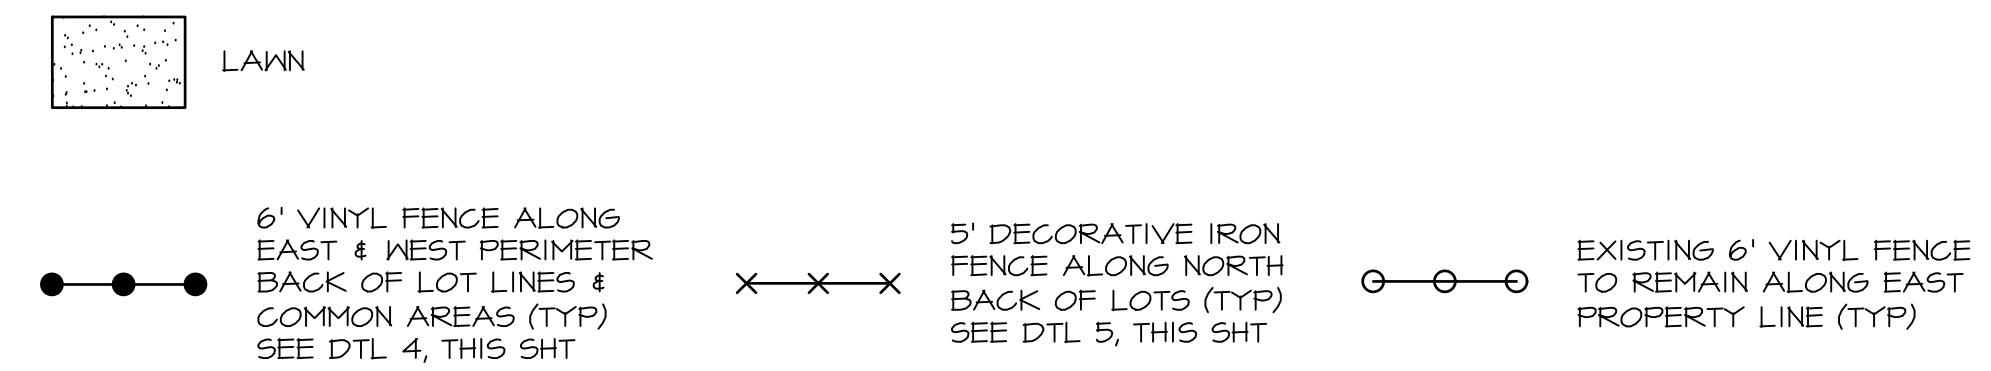 LAWN
6' VINYL FENCE ALONG
EAST & WEST PERIMETER
BACK OF LOT LINES &
COMMON AREAS (TYP)
SEE DTL 4, THIS SHT
5' DECORATIVE IRON
FENCE ALONG NORTH
BACK OF LOTS (TYP)
SEE DTL 5, THIS SHT
EXISTING 6' VINYL FENCE
TO REMAIN ALONG EAST
PROPERTY LINE (TYP)